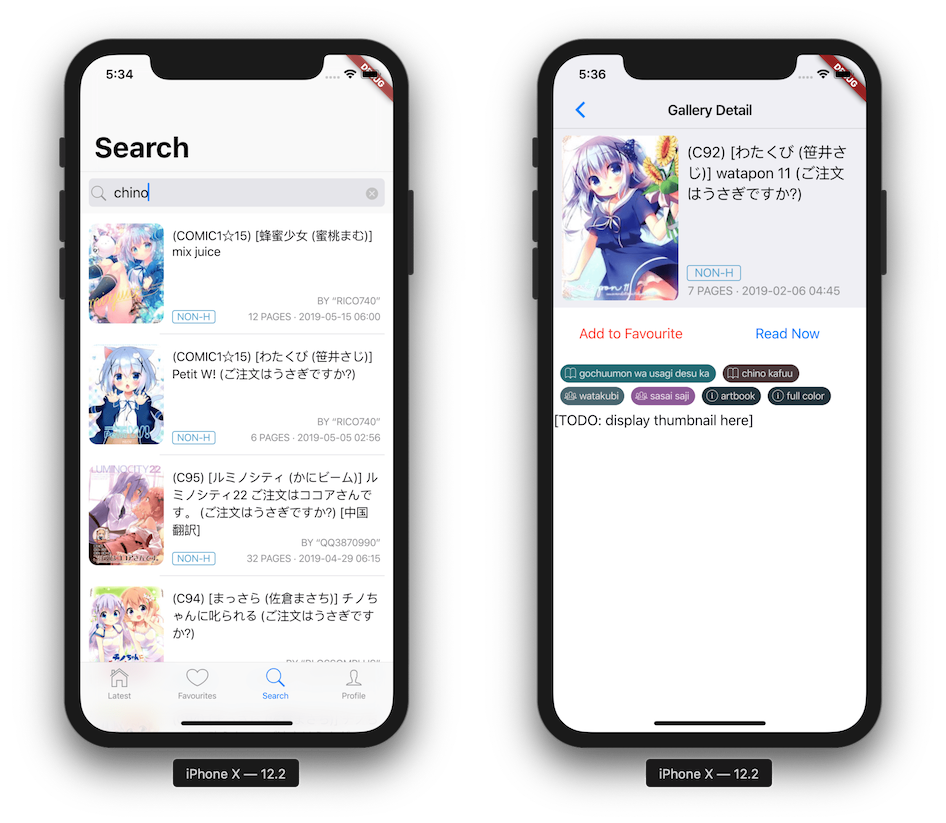 5:34
DEBUG
Search
chino
(COMIC1☆15) [蜂蜜少女 (蜜桃まむ)]
mix juice
BY “RICO740”
NON-H
12 PAGES · 2019-05-15 06:00
(COMIC1☆15) [わたくび (笹井さじ)]
Petit W! (ご注文はうさぎですか?)
BY “RICO740”
NON-H
6 PAGES · 2019-05-05 02:56
LUMINOCITY22
(C95) [ルミノシティ (かにビーム)] ル
ミノシティ22 ご注文はココアさんで
す。 (ご注文はうさぎですか?) [中国
翻訳]
BY “QQ3870990”
NON-H
32 PAGES · 2019-04-29 06:15
(C94) [まっさら (佐倉まさち)] チノち
ゃんに叱られる (ご注文はうさぎです
か?)
BY “BLOSSOMPLUS”
Latest
Favourites
Search
Profile
iPhone X — 12.2
5:36
DEBUG
Gallery Detail
(C92) [わたくび (笹井さ
じ)] watapon 11 (ご注文
はうさぎですか?)
NON-H
7 PAGES · 2019-02-06 04:45
Add to Favourite
Read Now
gochuumon wa usagi desu ka
chino kafuu
watakubi
sasai saji
artbook
full color
[TODO: display thumbnail here]
iPhone X — 12.2